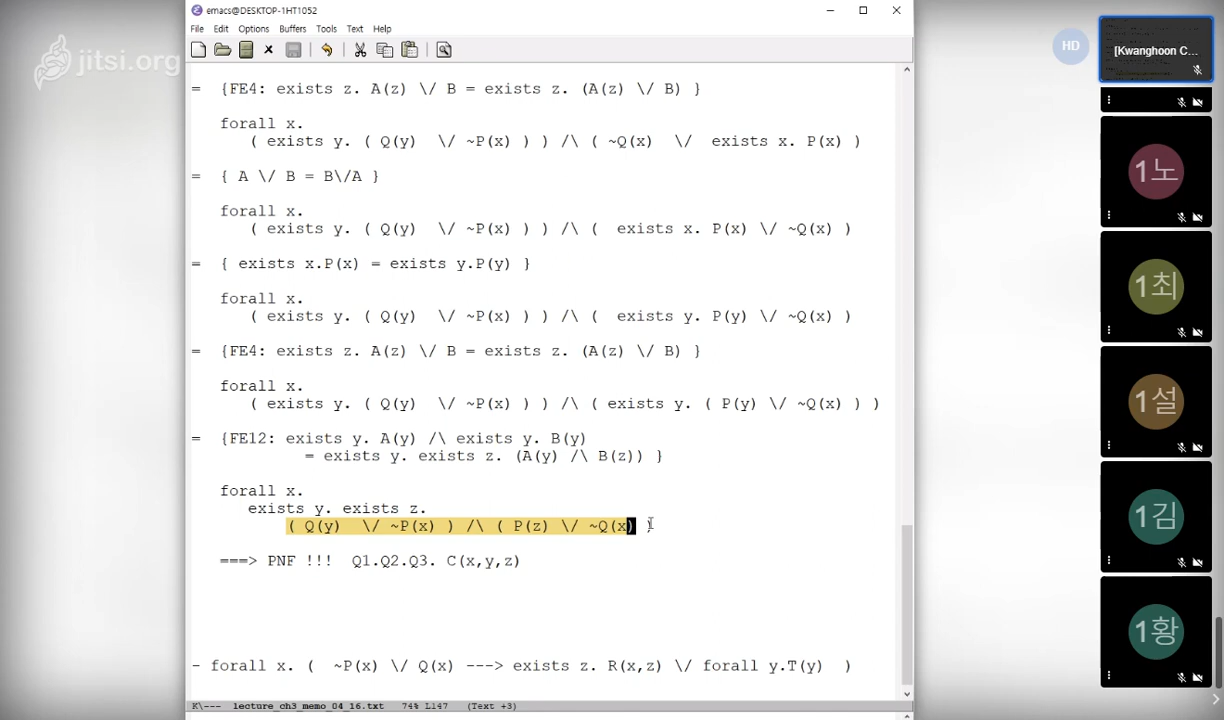 emacs@DESKTOP-1HT1052
File Edit Options Buffers Tools Text Help
jitsi.org
HD
[Kwanghoon C...
= {FE4: exists z. A(z) \/ B = exists z. (A(z) \/ B) }
forall x.
( exists y. ( Q(y) \/ ~P(x) ) ) /\ ( ~Q(x) \/ exists x. P(x) )
= { A \/ B = B\/A }
forall x.
( exists y. ( Q(y) \/ ~P(x) ) ) /\ ( exists x. P(x) \/ ~Q(x) )
= { exists x.P(x) = exists y.P(y) }
forall x.
( exists y. ( Q(y) \/ ~P(x) ) ) /\ ( exists y. P(y) \/ ~Q(x) )
= {FE4: exists z. A(z) \/ B = exists z. (A(z) \/ B) }
forall x.
( exists y. ( Q(y) \/ ~P(x) ) ) /\ ( exists y. ( P(y) \/ ~Q(x) ) )
= {FE12: exists y. A(y) /\ exists y. B(y)
= exists y. exists z. (A(y) /\ B(z)) }
forall x.
exists y. exists z.
( Q(y) \/ ~P(x) ) /\ ( P(z) \/ ~Q(x) )
===> PNF !!! Q1.Q2.Q3. C(x,y,z)
- forall x. ( ~P(x) \/ Q(x) ---> exists z. R(x,z) \/ forall y.T(y) )
K\--- lecture_ch3_memo_04_16.txt 74% L147 (Text +3)
1노
1최
1설
1김
1황